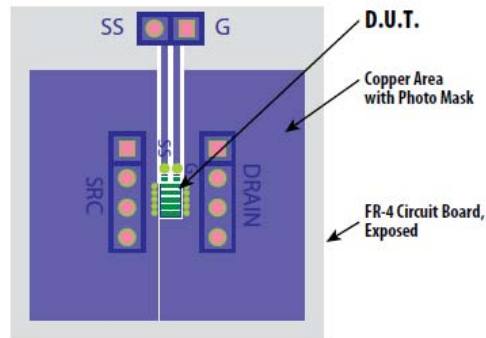 SS
G
D.U.T.
Copper Area
with Photo Mask
SS
G
SRC
DRAIN
FR-4 Circuit Board,
Exposed